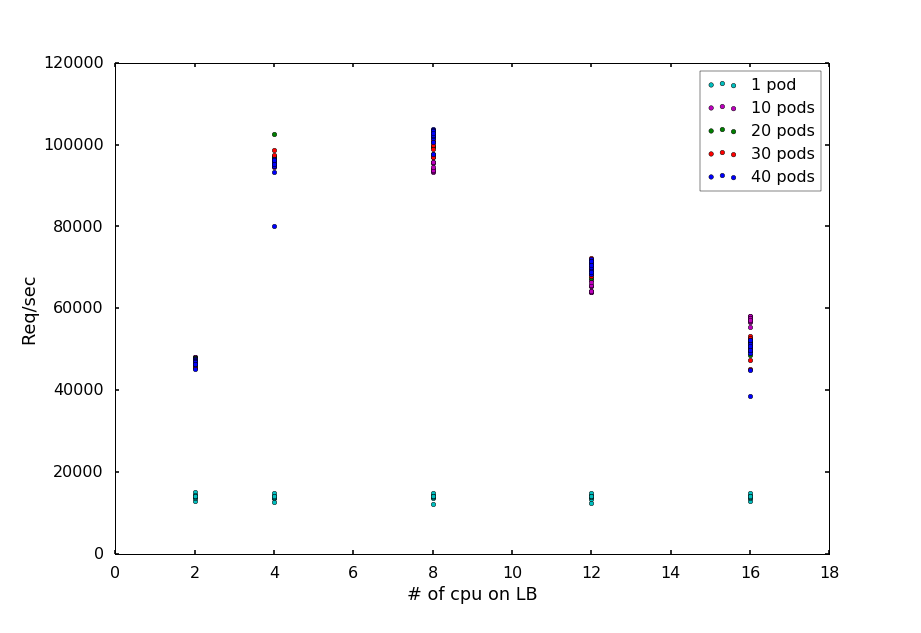 120000
100000
80000
60000
40000
20000
0
Req/sec
1 pod
10 pods
20 pods
30 pods
40 pods
0 2 4 6 8 10 12 14 16 18
# of cpu on LB